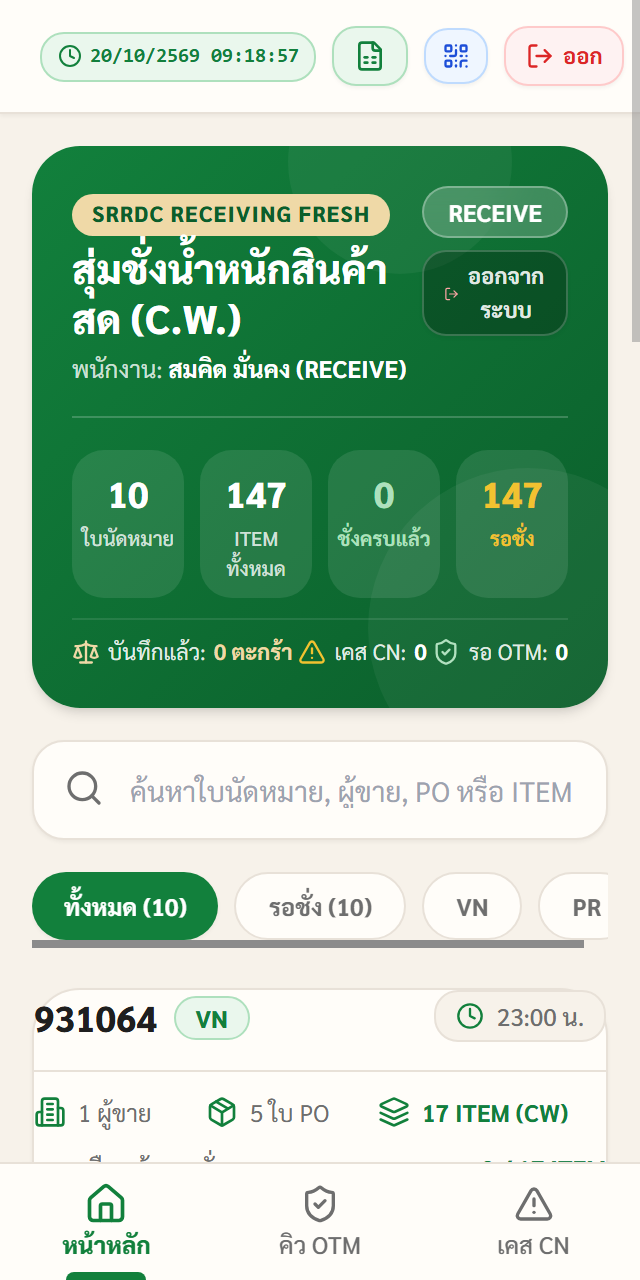 20/10/2569 09:18:57
ออก
SRRDC RECEIVING FRESH
RECEIVE
สุ่มชั่งน้ำหนักสินค้า
สด (C.W.)
ออกจาก
ระบบ
พนักงาน: สมคิด มั่นคง (RECEIVE)
10
147
0
147
ใบนัดหมาย
ITEM
ทั้งหมด
ชั่งครบแล้ว
รอชั่ง
บันทึกแล้ว: 0 ตะกร้า
เคส CN: 0
รอ OTM: 0
ค้นหาใบนัดหมาย, ผู้ขาย, PO หรือ ITEM
ทั้งหมด (10)
รอชั่ง (10)
VN
PR
931064
VN
23:00 น.
1 ผู้ขาย
5 ใบ PO
17 ITEM (CW)
หน้าหลัก
คิว OTM
เคส CN